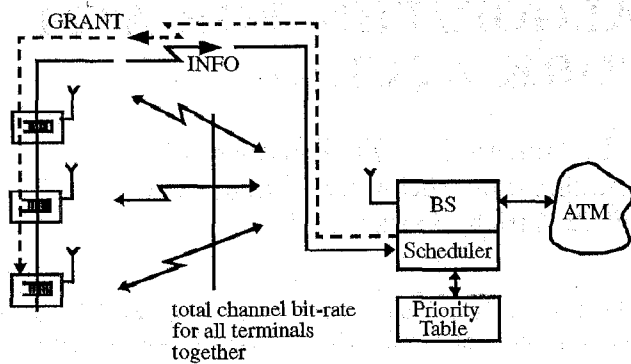 GRANT
INFO
BS
Scheduler
Priority
Table
ATM
total channel bit-rate
for all terminals
together